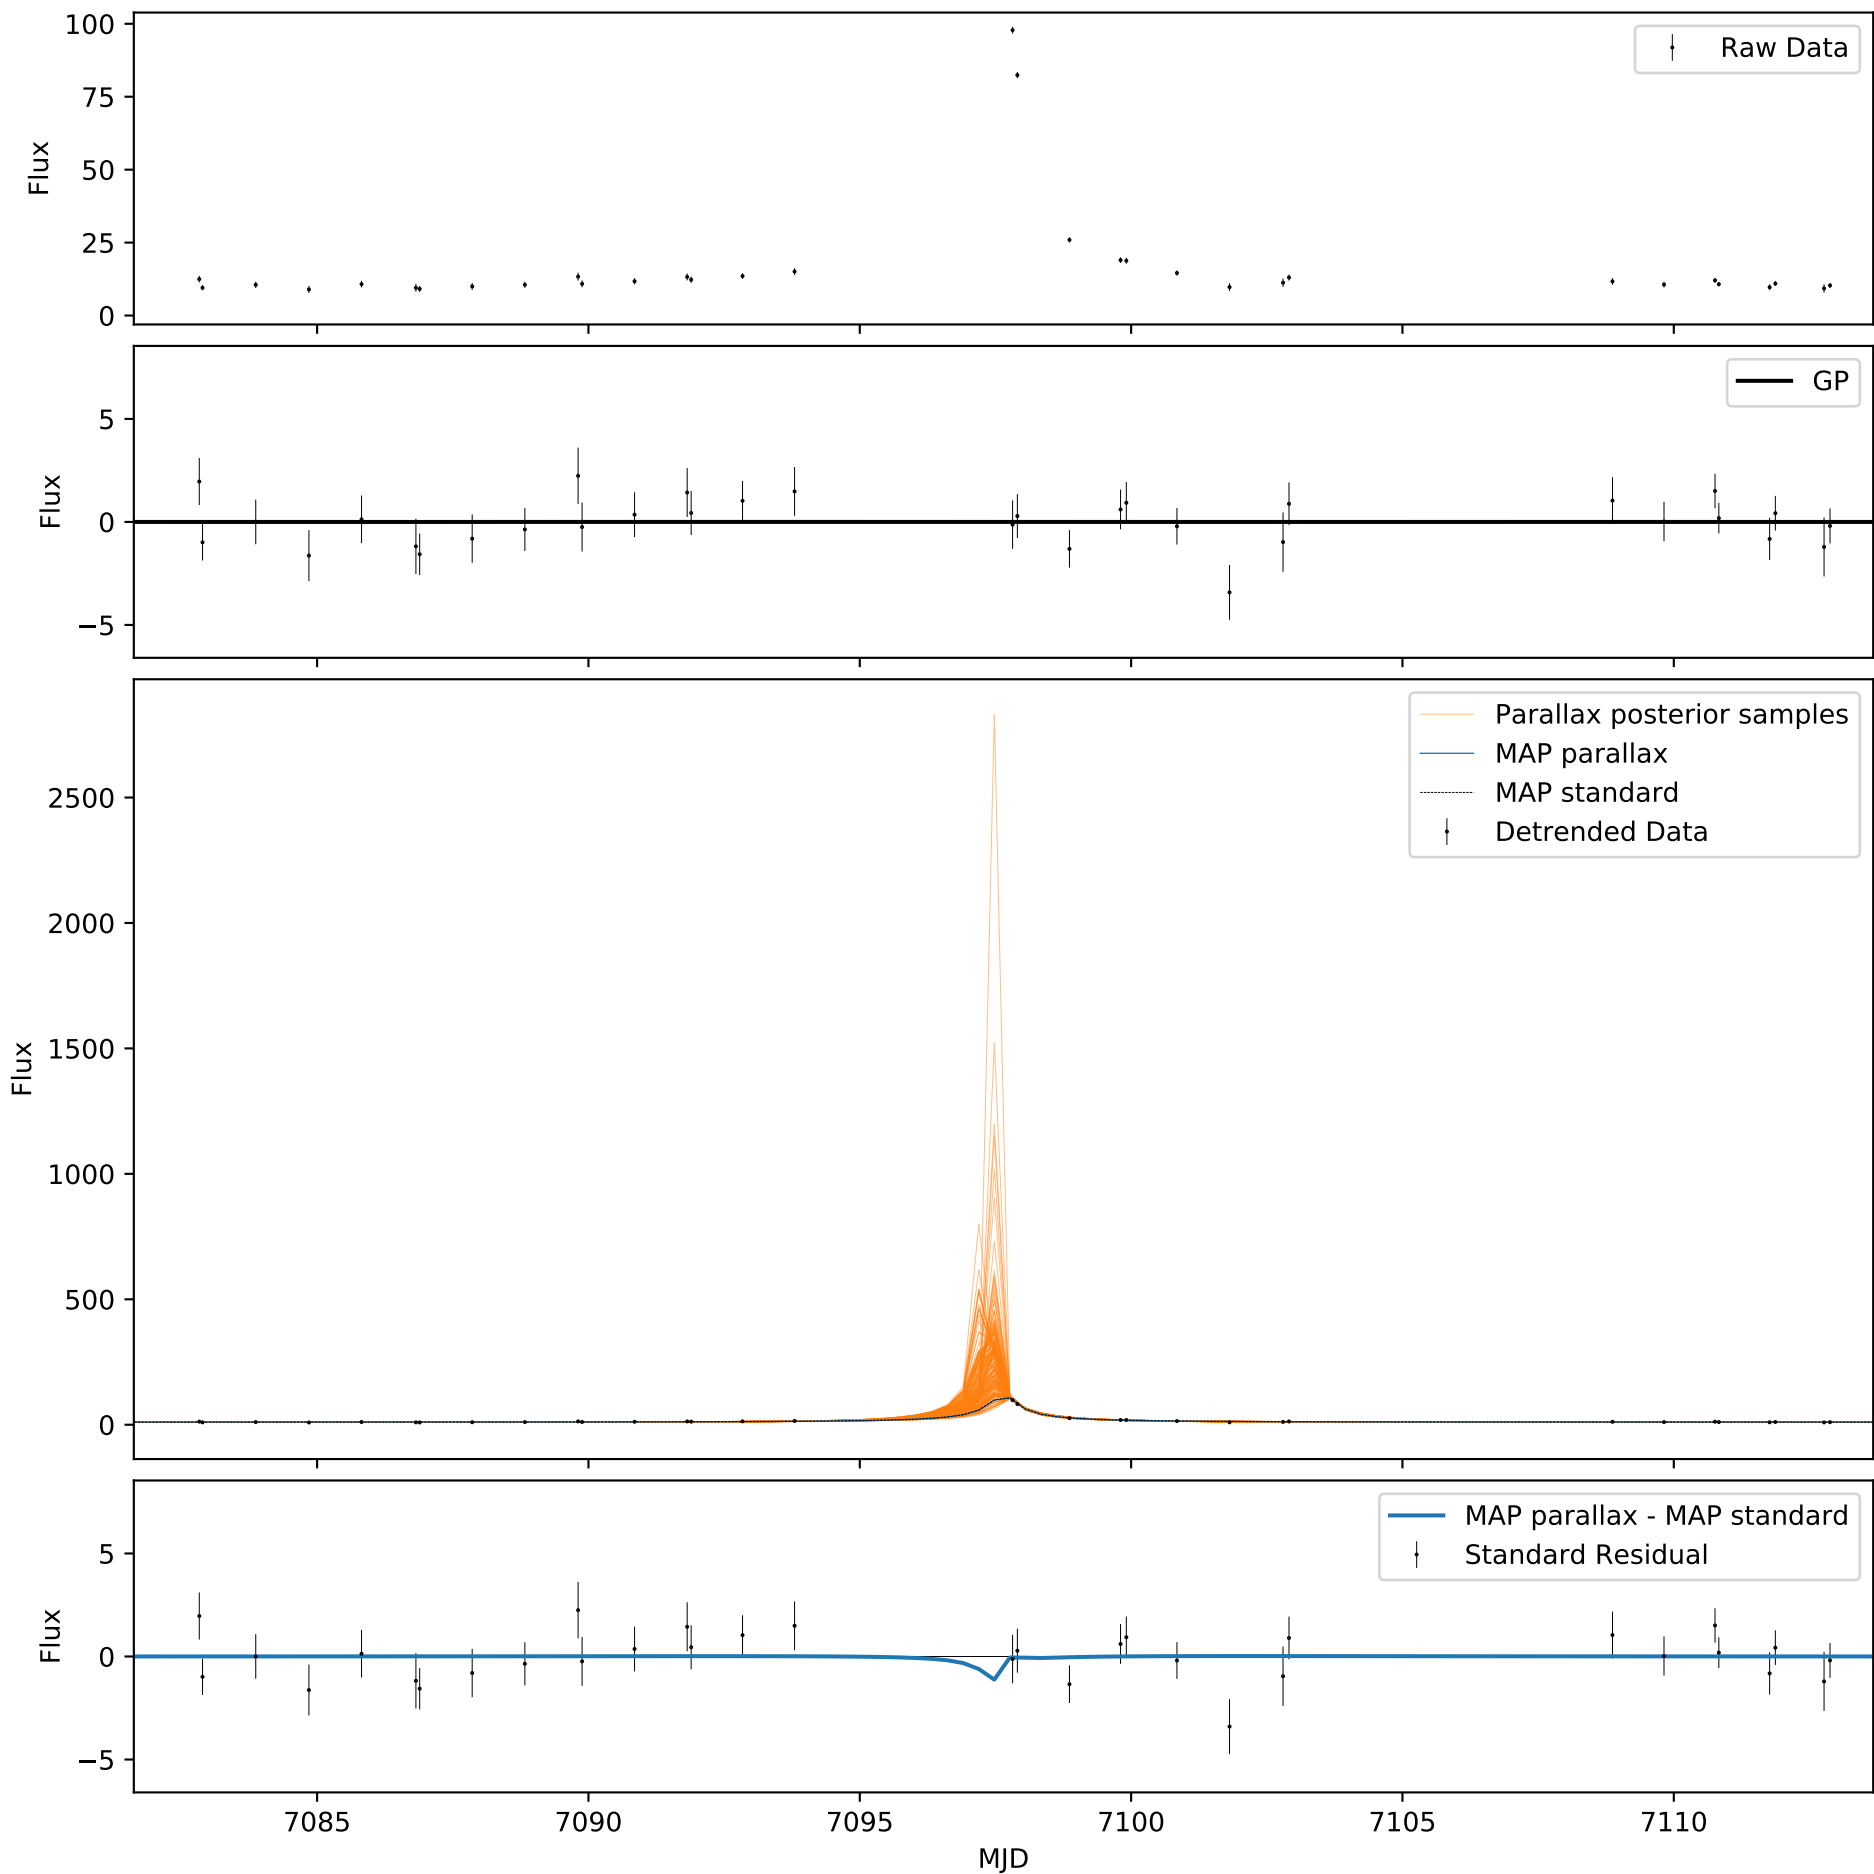 100
75
50
25
0
Flux
Raw Data
5
0
−5
Flux
GP
2500
2000
1500
1000
500
0
Flux
Parallax posterior samples
MAP parallax
MAP standard
Detrended Data
5
0
−5
Flux
MAP parallax - MAP standard
Standard Residual
7085 7090 7095 7100 7105 7110
MJD